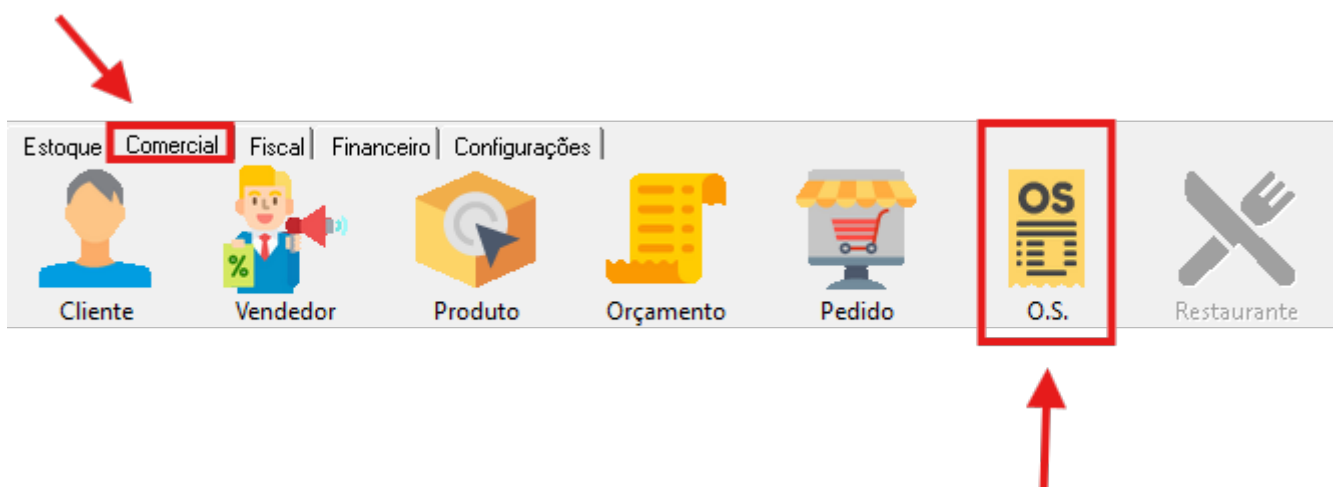 Estoque Comercial Fiscal Financeiro Configurações
%
OS
Cliente Vendedor Produto Orçamento Pedido O.S. Restaurante